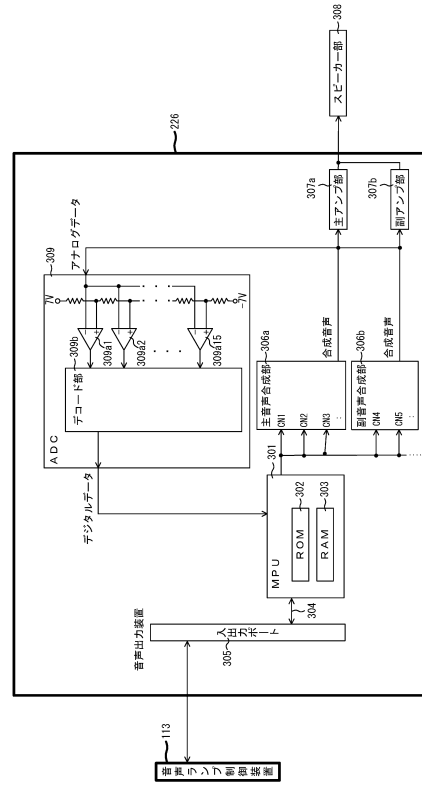 113
音声ランプ制御装置
226
音声出力装置
305
入出力ポート
304
MPU
301
ROM
302
RAM
303
デジタルデータ
ADC
309
デコード部
309b
309a1
309a2
309a15
7V
-7V
アナログデータ
主音声合成部
306a
CN1
CN2
CN3
合成音声
副音声合成部
306b
CN4
CN5
合成音声
307a
主アンプ部
307b
副アンプ部
スピーカー部
308